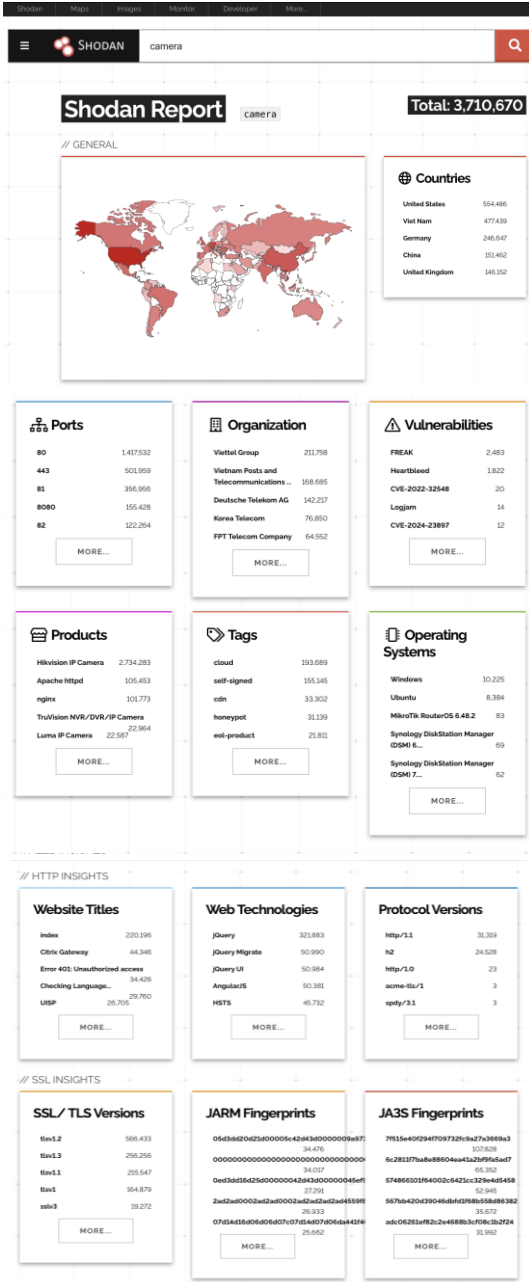 Shodan Maps Images Monitor Developer More...
SHODAN camera
Shodan Report camera Total: 3,710,670
// GENERAL
Countries
United States 554,486
Viet Nam 477,439
Germany 246,647
China 151,462
United Kingdom 146,152
Ports
80 1,417,532
443 501,959
81 356,956
8080 155,428
82 122,264
MORE...
Organization
Viettel Group 211,758
Vietnam Posts and
Telecommunications ... 168,685
Deutsche Telekom AG 142,217
Korea Telecom 76,850
FPT Telecom Company 64,552
MORE...
Vulnerabilities
FREAK 2,483
Heartbleed 1,822
CVE-2022-32548 20
Logjam 14
CVE-2024-23897 12
MORE...
Products
Hikvision IP Camera 2,734,283
Apache httpd 105,453
nginx 101,773
TruVision NVR/DVR/IP Camera
22,964
Luma IP Camera 22,587
MORE...
Tags
cloud 193,689
self-signed 155,145
cdn 33,302
honeypot 31,139
eol-product 21,811
MORE...
Operating
Systems
Windows 10,225
Ubuntu 8,384
MikroTik RouterOS 6.48.2 83
Synology DiskStation Manager
(DSM) 6... 69
Synology DiskStation Manager
(DSM) 7... 62
MORE...
// HTTP INSIGHTS
Website Titles
index 220,196
Citrix Gateway 44,346
Error 401: Unauthorized access
34,426
Checking Language...
29,760
UISP 26,705
MORE...
Web Technologies
jQuery 321,883
jQuery Migrate 50,990
jQuery UI 50,984
AngularJS 50,381
HSTS 45,732
MORE...
Protocol Versions
http/1.1 31,319
h2 24,528
http/1.0 23
acme-tls/1 3
spdy/3.1 3
MORE...
// SSL INSIGHTS
SSL/ TLS Versions
tlsv1.2 566,433
tlsv1.3 256,256
tlsv1.1 215,547
tlsv1 164,879
sslv3 19,272
MORE...
JARM Fingerprints
34,476
34,017
27,291
26,933
25,662
MORE...
JA3S Fingerprints
7f515e40f294f709732fc9a27a3669a3
107,828
6c2811f7ba8e88604ea41a2bf9fa5ad7
65,352
574866101f64002c6421cc329e4d5458
52,945
567bb420d39046dbfd1f68b558d86382
35,672
adc06261ef82c2e4688b3cf08c1b2f24
31,992
MORE...